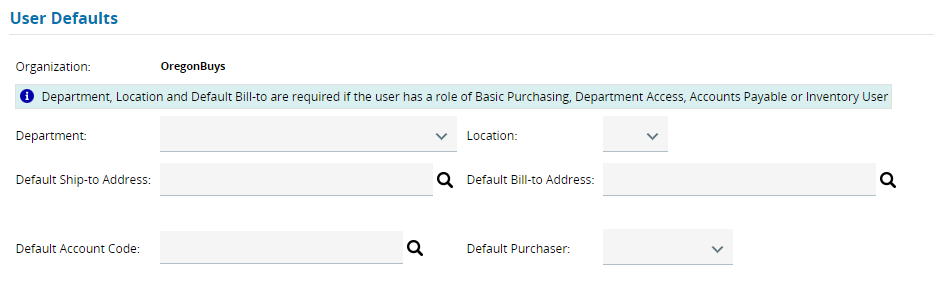 User Defaults
Organization: OregonBuys
Department, Location and Default Bill-to are required if the user has a role of Basic Purchasing, Department Access, Accounts Payable or Inventory User
Department: Location:
Default Ship-to Address: Default Bill-to Address:
Default Account Code: Default Purchaser: